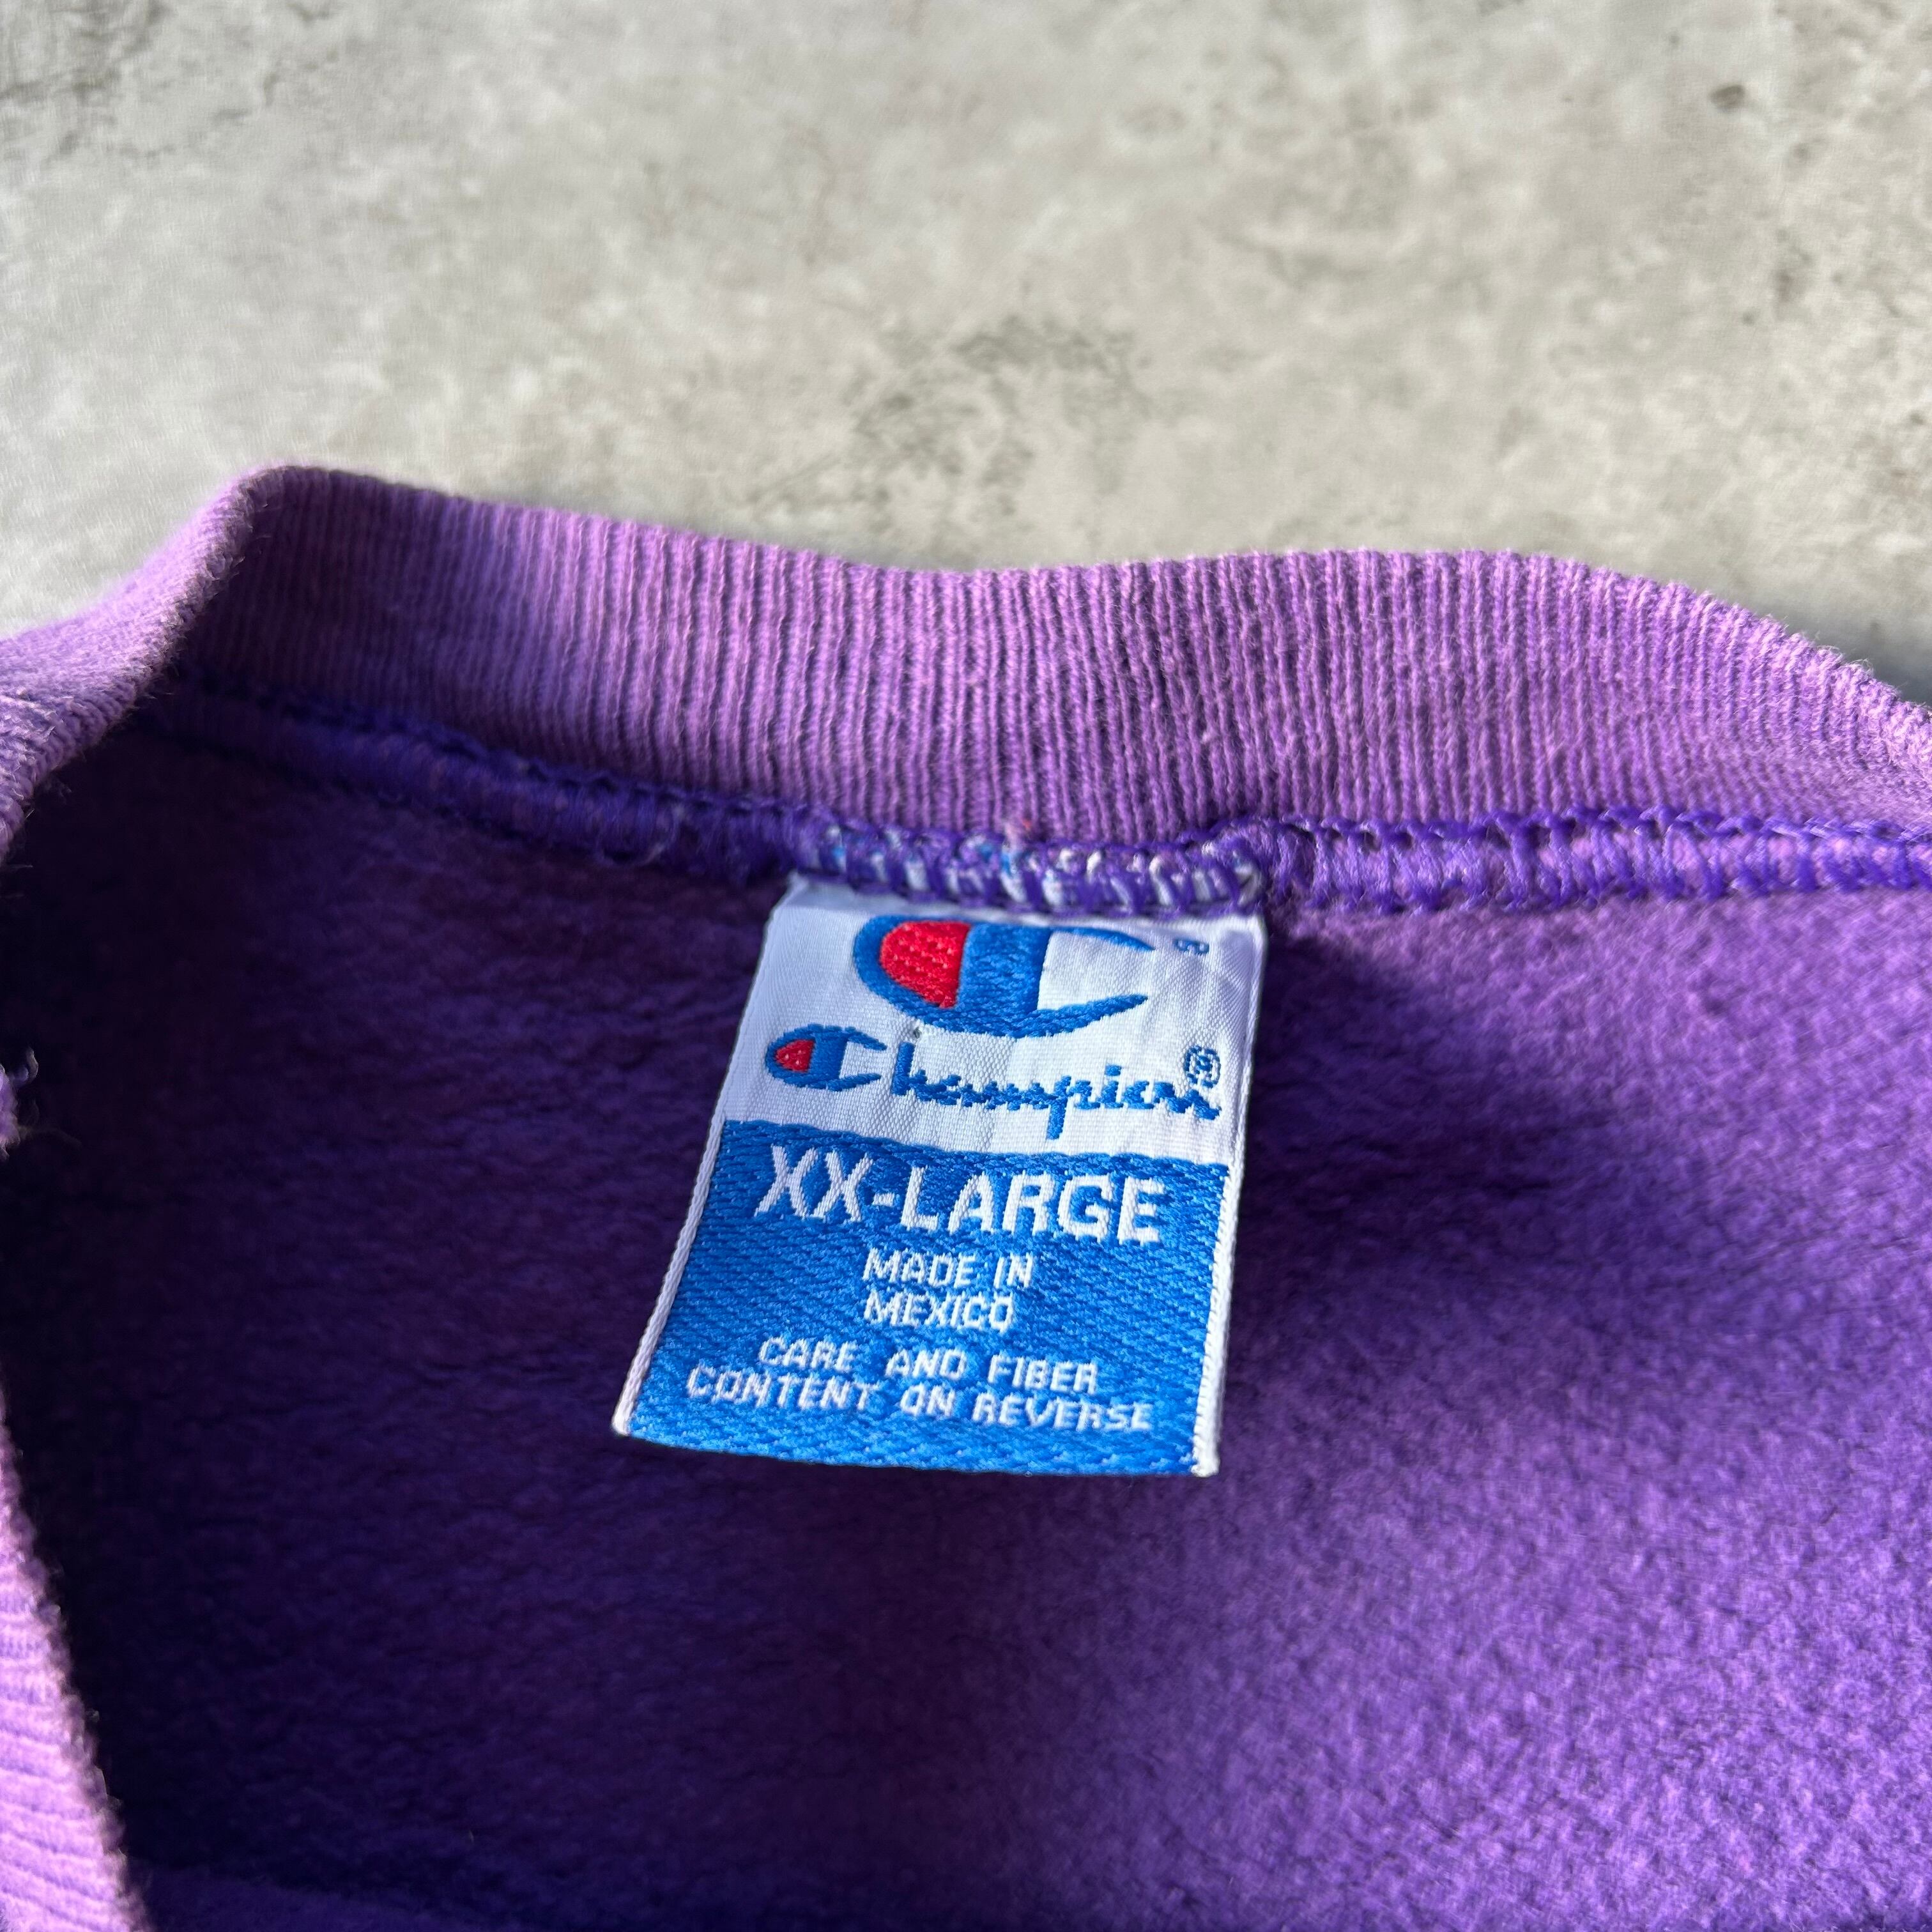 Champion®
XX-LARGE
MADE IN
MEXICO
CARE AND FIBER
CONTENT ON REVERSE